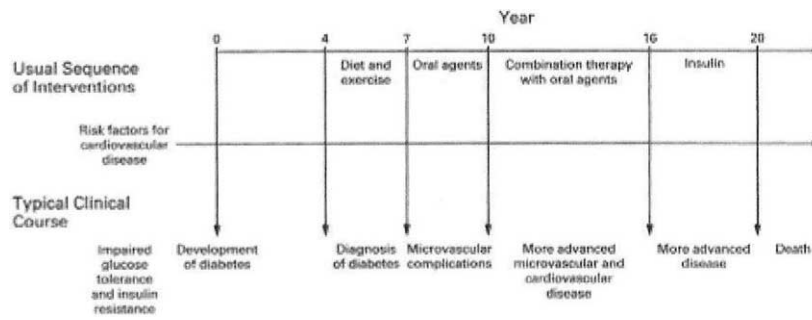 Year
0 4 7 10 16 20
Usual Sequence
of Interventions
Diet and
exercise
Oral agents
Combination therapy
with oral agents
Insulin
Risk factors for
cardiovascular
disease
Typical Clinical
Course
Impaired
glucose
tolerance
and insulin
resistance
Development
of diabetes
Diagnosis
of diabetes
Microvascular
complications
More advanced
microvascular and
cardiovascular
disease
More advanced
disease
Death